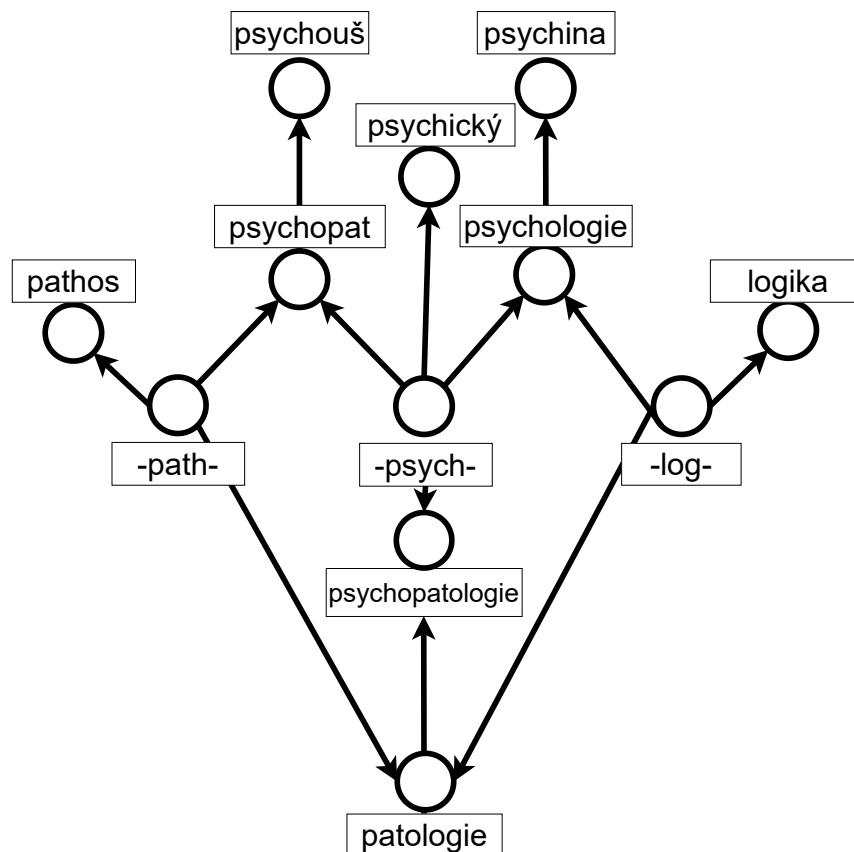 psychouš
psychina
psychický
psychopat
psychologie
pathos
logika
-path-
-psych-
-log-
psychopatologie
patologie